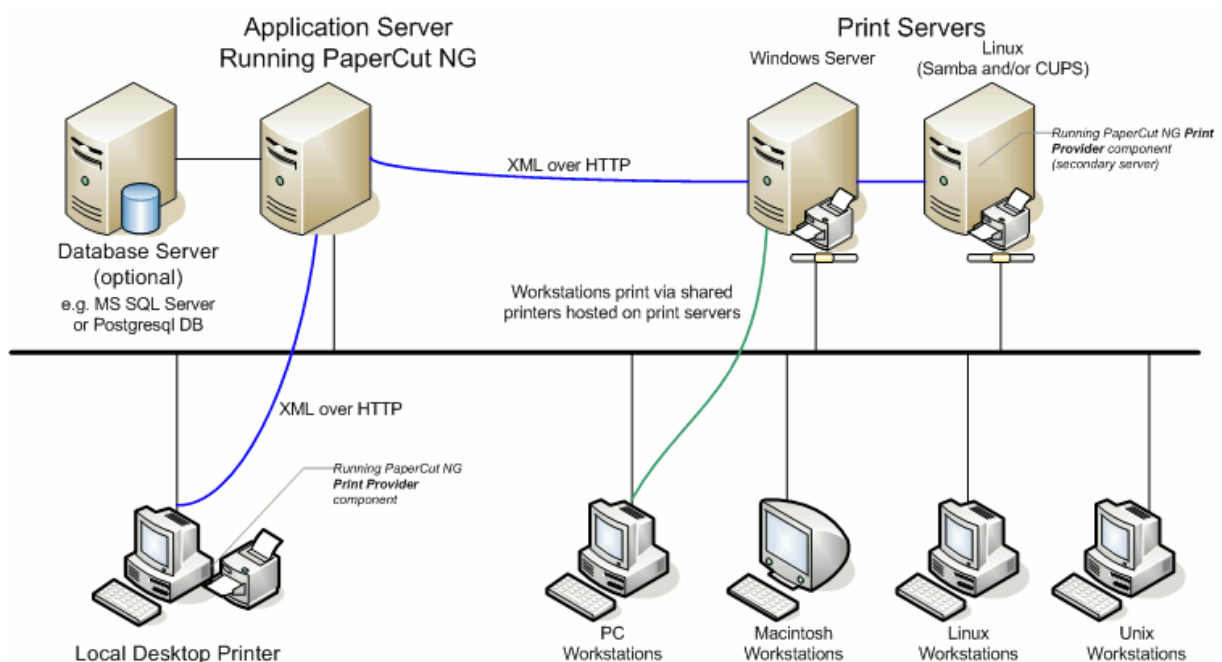 Application Server
Running PaperCut NG
Print Servers
Windows Server
Linux
(Samba and/or CUPS)
Running PaperCut NG Print
Provider component
(secondary server)
XML over HTTP
Database Server
(optional)
e.g. MS SQL Server
or Postgresql DB
Workstations print via shared
printers hosted on print servers
XML over HTTP
Running PaperCut NG
Print Provider
component
Local Desktop Printer
PC
Workstations
Macintosh
Workstations
Linux
Workstations
Unix
Workstations